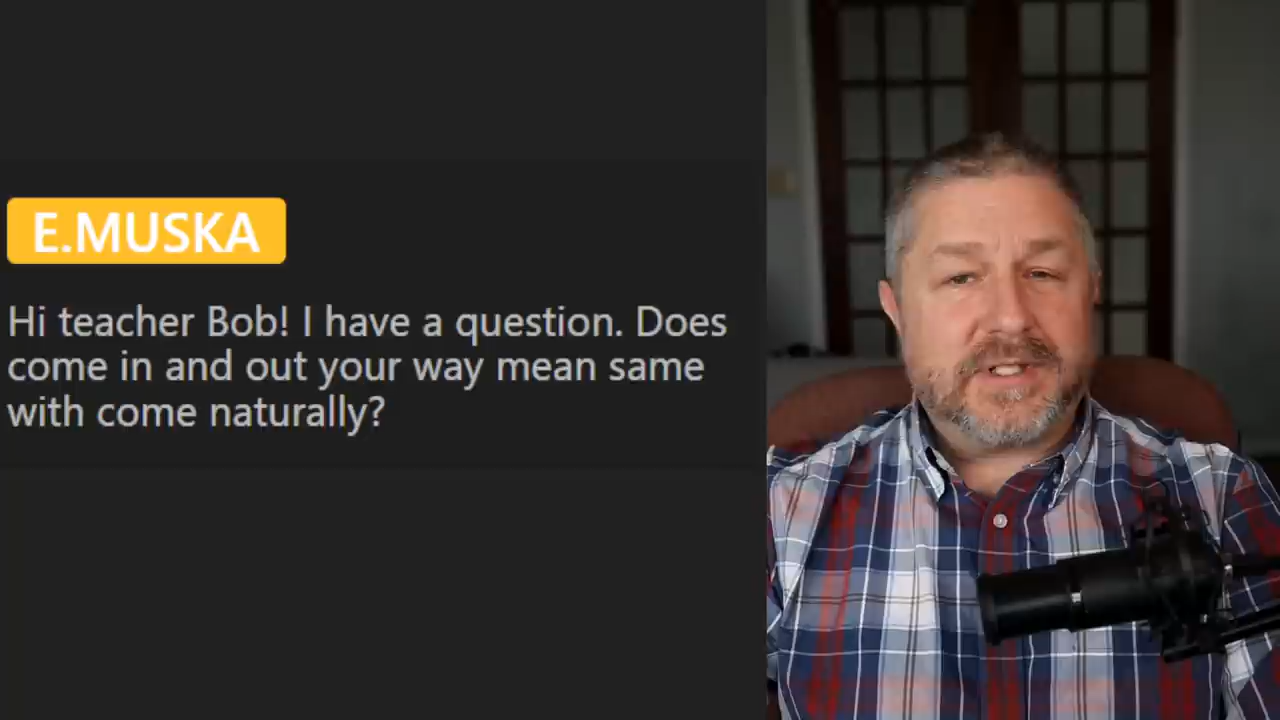 E.MUSKA
Hi teacher Bob! I have a question. Does
come in and out your way mean same
with come naturally?